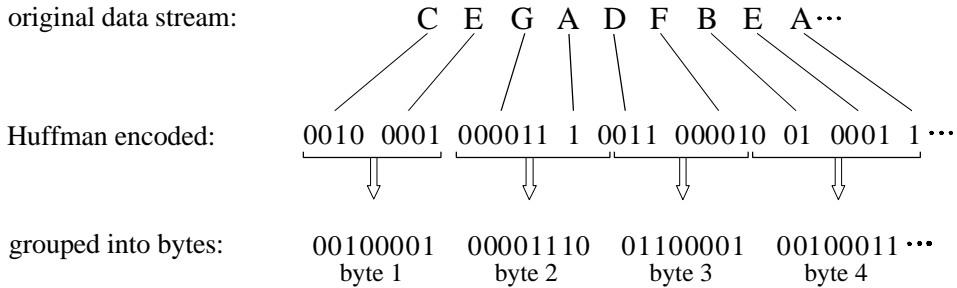 original data stream: C E G A D F B E A ···
Huffman encoded: 0010 0001 000011 1 0011 000010 01 0001 1 ···
grouped into bytes: 00100001 00001110 01100001 00100011 ···
byte 1 byte 2 byte 3 byte 4